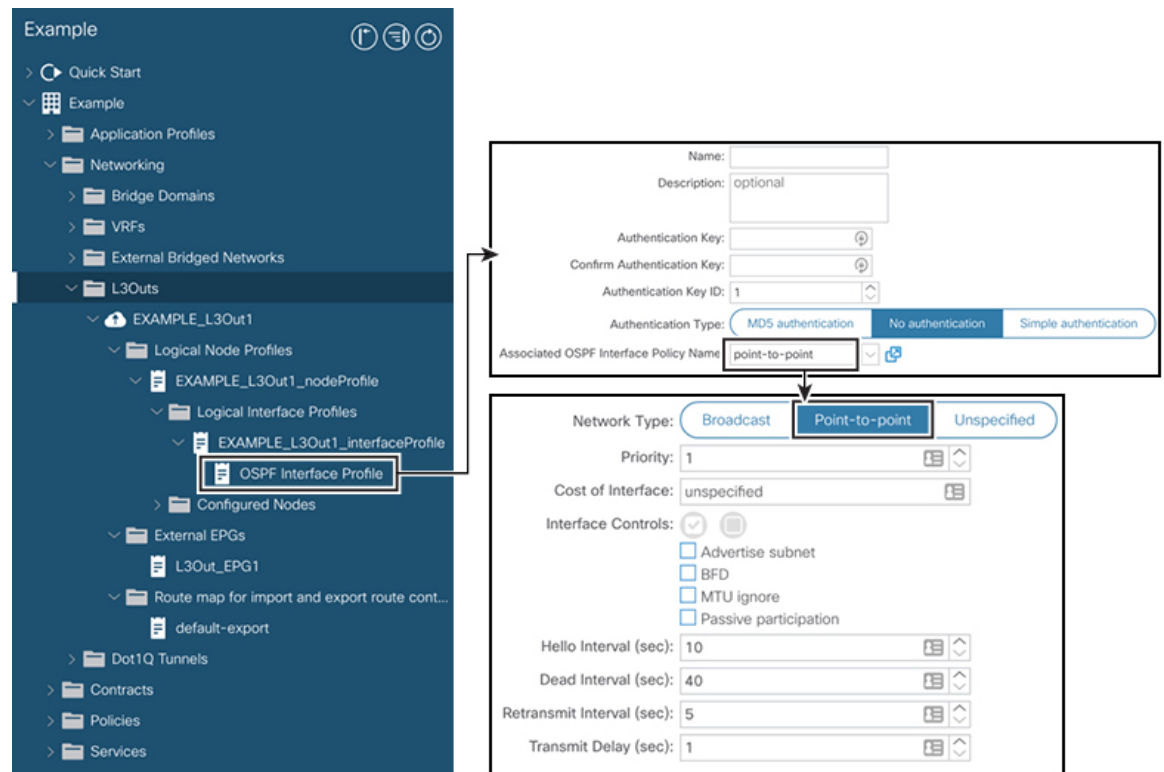 Example
Quick Start
Example
Application Profiles
Networking
Bridge Domains
VRFs
External Bridged Networks
L3Outs
EXAMPLE_L3Out1
Logical Node Profiles
EXAMPLE_L3Out1_nodeProfile
Logical Interface Profiles
EXAMPLE_L3Out1_interfaceProfile
OSPF Interface Profile
Configured Nodes
External EPGs
L3Out_EPG1
Route map for import and export route cont...
default-export
Dot1Q Tunnels
Contracts
Policies
Services
Name:
Description: optional
Authentication Key:
Confirm Authentication Key:
Authentication Key ID: 1
Authentication Type: MD5 authentication No authentication Simple authentication
Associated OSPF Interface Policy Name point-to-point
Network Type: Broadcast Point-to-point Unspecified
Priority: 1
Cost of Interface: unspecified
Interface Controls:
Advertise subnet
BFD
MTU ignore
Passive participation
Hello Interval (sec): 10
Dead Interval (sec): 40
Retransmit Interval (sec): 5
Transmit Delay (sec): 1